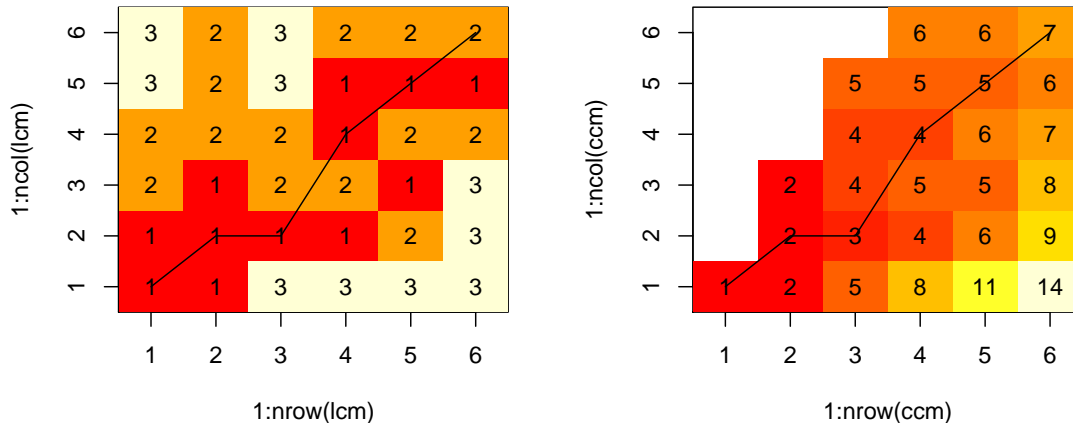 1:ncol(lcm)
6 3 2 3 2 2 2
5 3 2 3 1 1 1
4 2 2 2 1 2 2
3 2 1 2 2 1 3
2 1 1 1 1 2 3
1 1 1 3 3 3 3
1 2 3 4 5 6
1:nrow(lcm)
1:ncol(ccm)
6 6 6 7
5 5 5 5 6
4 4 4 6 7
3 2 4 5 5 8
2 2 3 4 6 9
1 1 2 5 8 11 14
1 2 3 4 5 6
1:nrow(ccm)